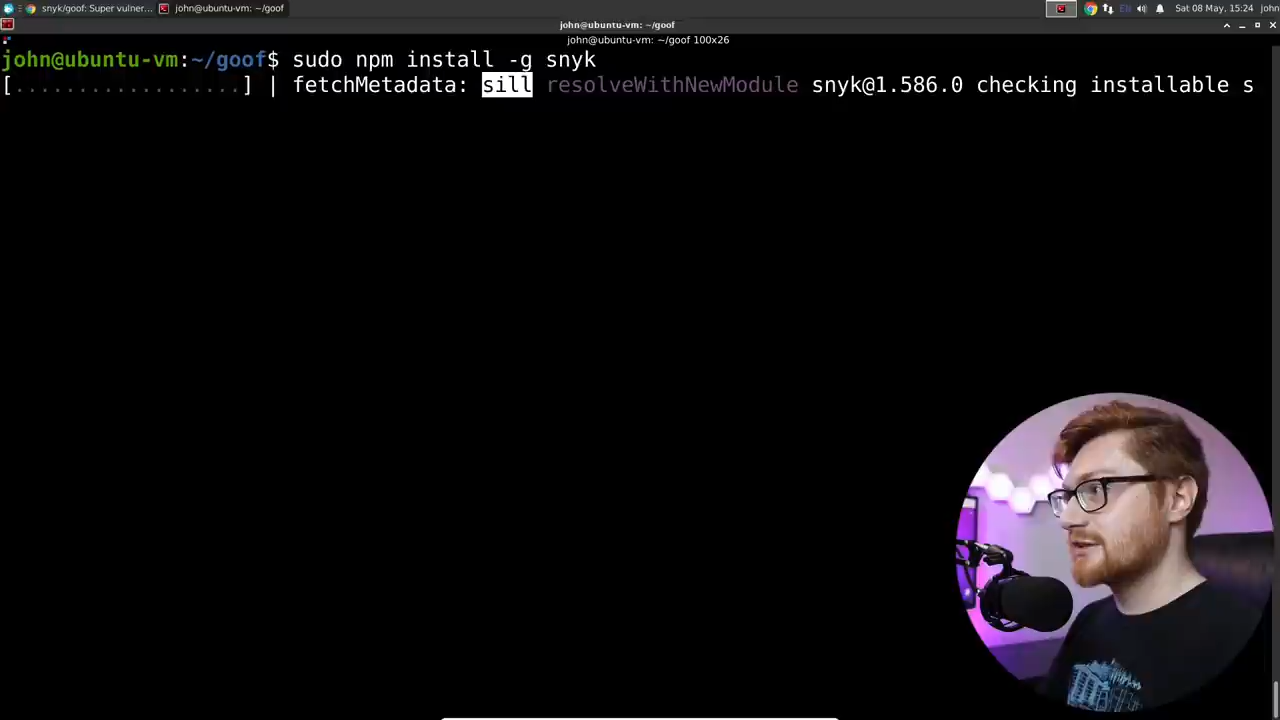 snyk/goof: Super vulner... john@ubuntu-vm: ~/goof EN Sat 08 May, 15:24 john
john@ubuntu-vm: ~/goof
john@ubuntu-vm: ~/goof 100x26
john@ubuntu-vm:~/goof$ sudo npm install -g snyk
[..................] | fetchMetadata: sill resolveWithNewModule snyk@1.586.0 checking installable s